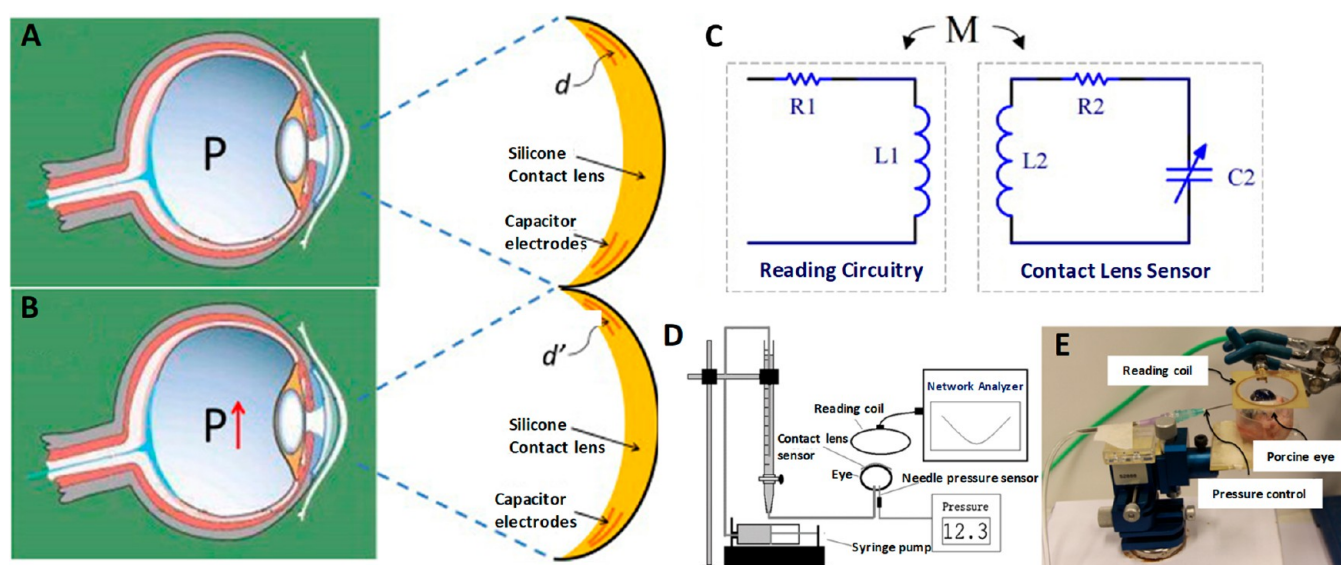 A
P
d
Silicone
Contact lens
Capacitor
electrodes
B
P
d'
Silicone
Contact lens
Capacitor
electrodes
C
M
R1
L1
Reading Circuitry
R2
L2
C2
Contact Lens Sensor
D
Network Analyzer
Reading coil
Contact lens
sensor
Eye
Needle pressure sensor
Pressure
12.3
Syringe pump
E
Reading coil
Porcine eye
Pressure control